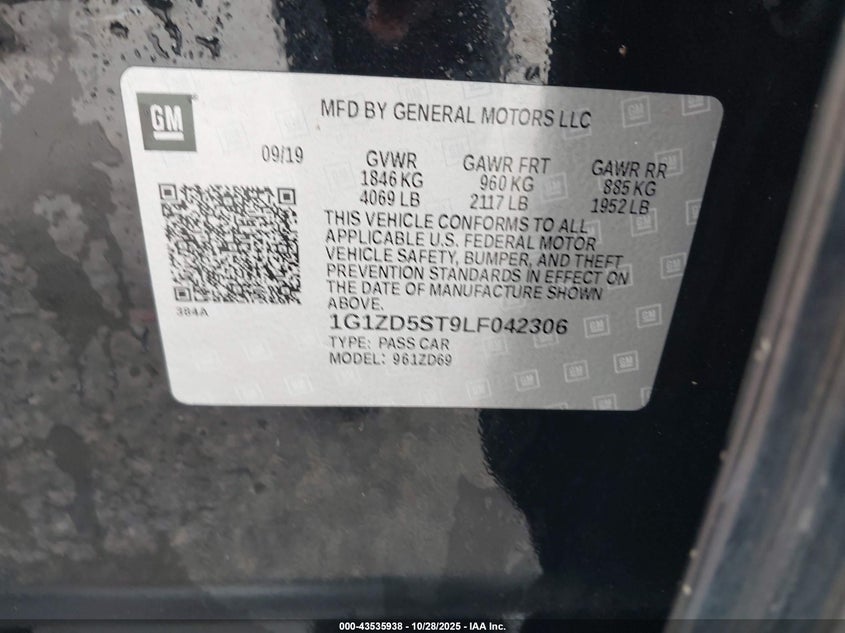 GM
MFD BY GENERAL MOTORS LLC
09/19
GVWR
1846 KG
4069 LB
GAWR FRT
960 KG
2117 LB
GAWR RR
885 KG
1952 LB
THIS VEHICLE CONFORMS TO ALL
APPLICABLE U.S. FEDERAL MOTOR
VEHICLE SAFETY, BUMPER, AND THEFT
PREVENTION STANDARDS IN EFFECT ON
THE DATE OF MANUFACTURE SHOWN
ABOVE.
384A
1G1ZD5ST9LF042306
TYPE: PASS CAR
MODEL: 961ZD69
000-43535938 - 10/28/2025 - IAA Inc.